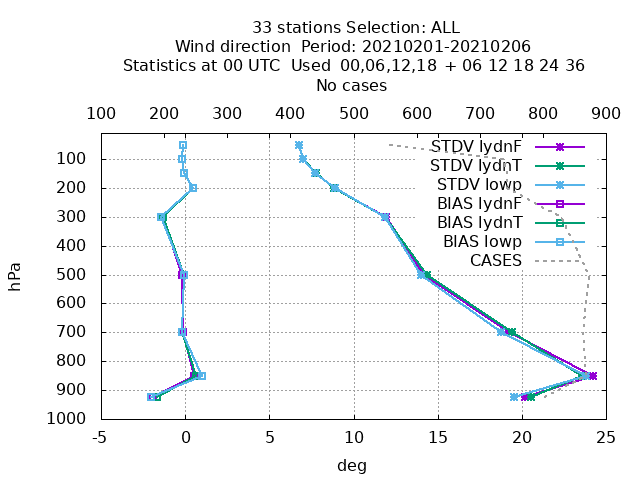 33 stations Selection: ALL
Wind direction  Period: 20210201-20210206
Statistics at 00 UTC  Used  00,06,12,18  + 06 12 18 24 36
No cases
100 200 300 400 500 600 700 800 900
STDV lydnF
100
STDV lydnT
200
STDV lowp
BIAS lydnF
300
BIAS lydnT
400
BIAS lowp
CASES
500
hPa
600
700
800
900
1000
-5 0 5 10 15 20 25
deg